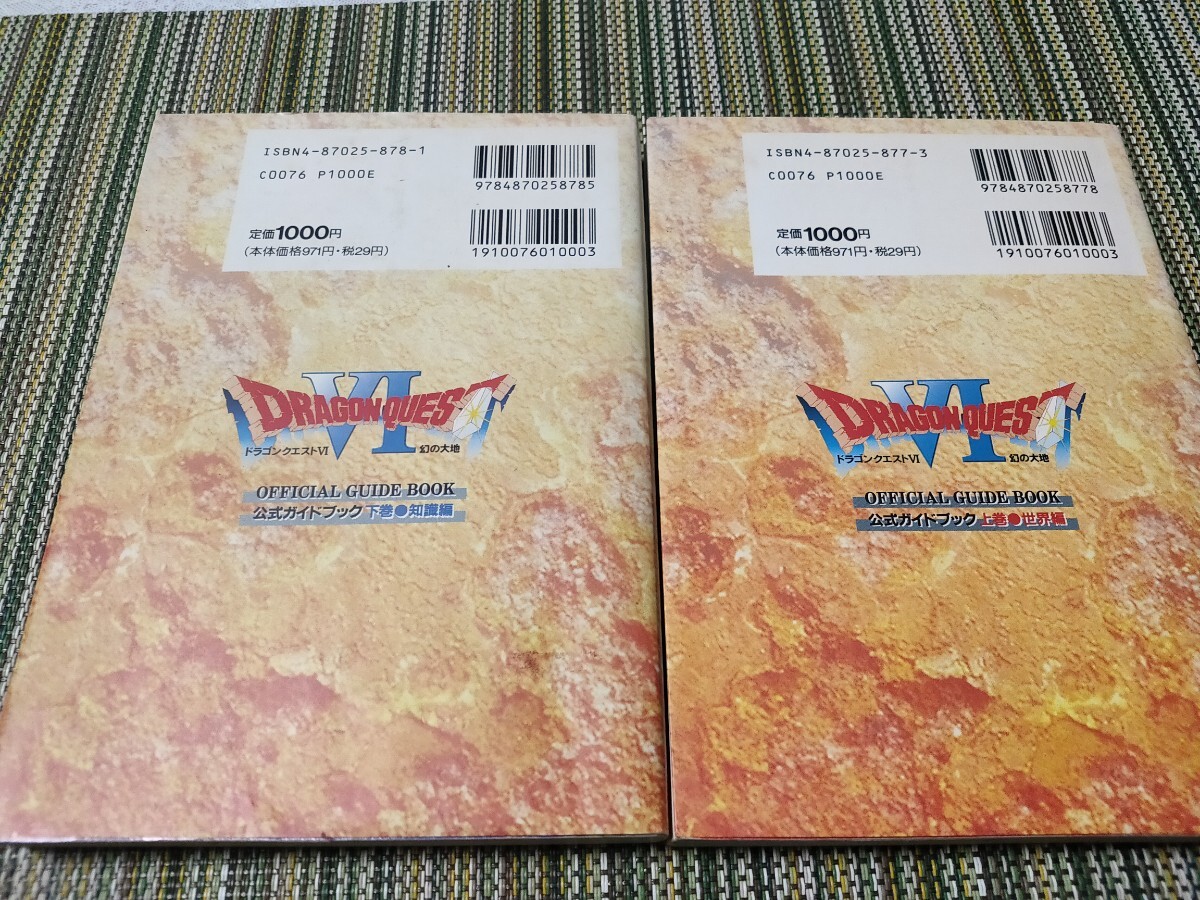 ISBN4-87025-878-1
C0076 P1000E
9784870258785
定価1000円
(本体価格971円・税29円)
1910076010003
DRAGON QUEST
VI
ドラゴンクエストVI 幻の大地
OFFICIAL GUIDE BOOK
公式ガイドブック 下巻●知識編
ISBN4-87025-877-3
C0076 P1000E
9784870258778
定価1000円
(本体価格971円・税29円)
1910076010003
DRAGON QUEST
VI
ドラゴンクエストVI 幻の大地
OFFICIAL GUIDE BOOK
公式ガイドブック 上巻●世界編